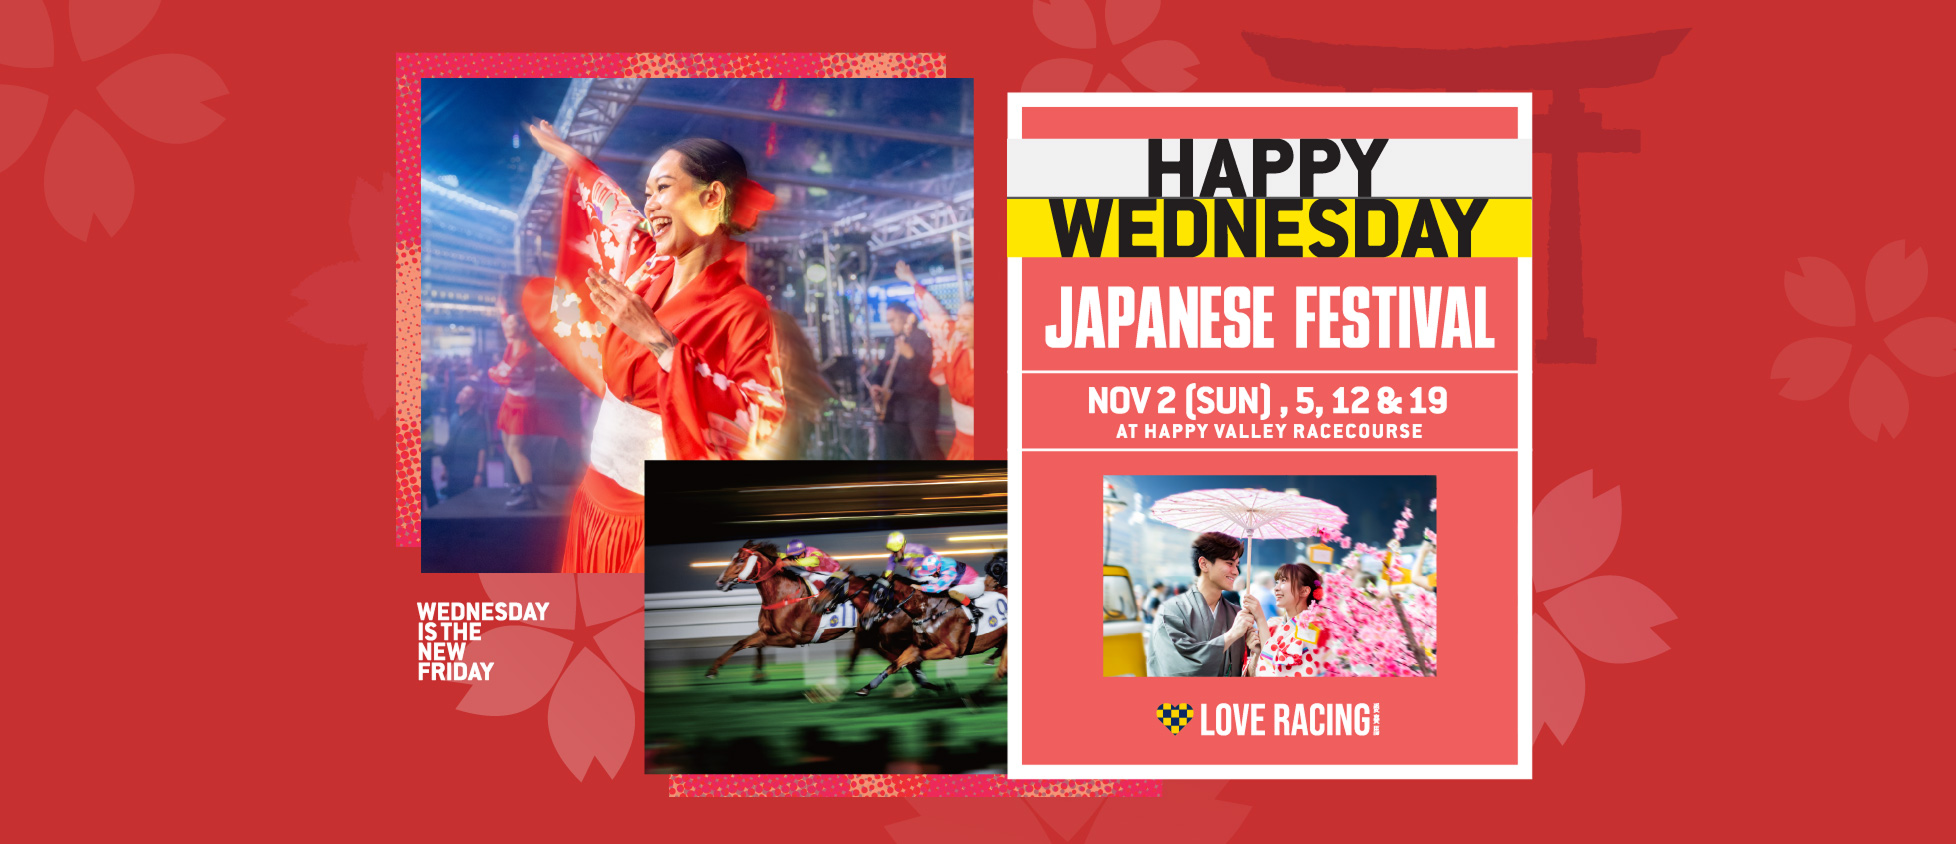 HAPPY
WEDNESDAY
JAPANESE FESTIVAL
NOV 2 (SUN) , 5, 12 & 19
AT HAPPY VALLEY RACECOURSE
LOVE RACING
WEDNESDAY
IS THE
NEW
FRIDAY